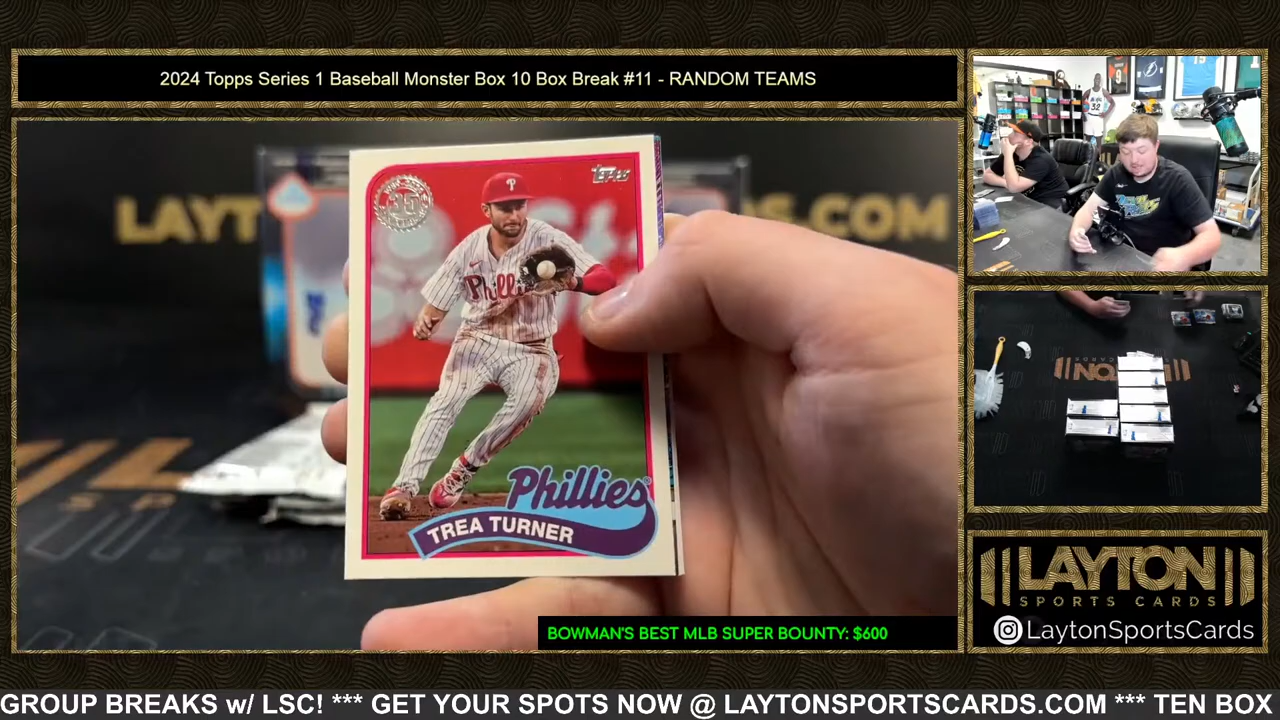 2024 Topps Series 1 Baseball Monster Box 10 Box Break #11 - RANDOM TEAMS
Topps
35
P
Phillies
Phillies
TREA TURNER
BOWMAN'S BEST MLB SUPER BOUNTY: $600
32
LAYTON
SPORTS CARDS
LaytonSportsCards
GROUP BREAKS w/ LSC! *** GET YOUR SPOTS NOW @ LAYTONSPORTSCARDS.COM *** TEN BOX